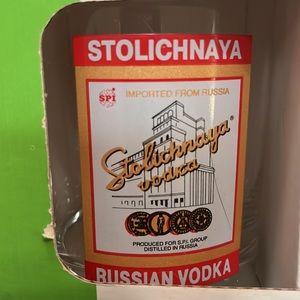 STOLICHNAYA
SPI
IMPORTED FROM RUSSIA
Stolichnaya®
vodka
PRODUCED FOR S.P.I. GROUP
DISTILLED IN RUSSIA
RUSSIAN VODKA